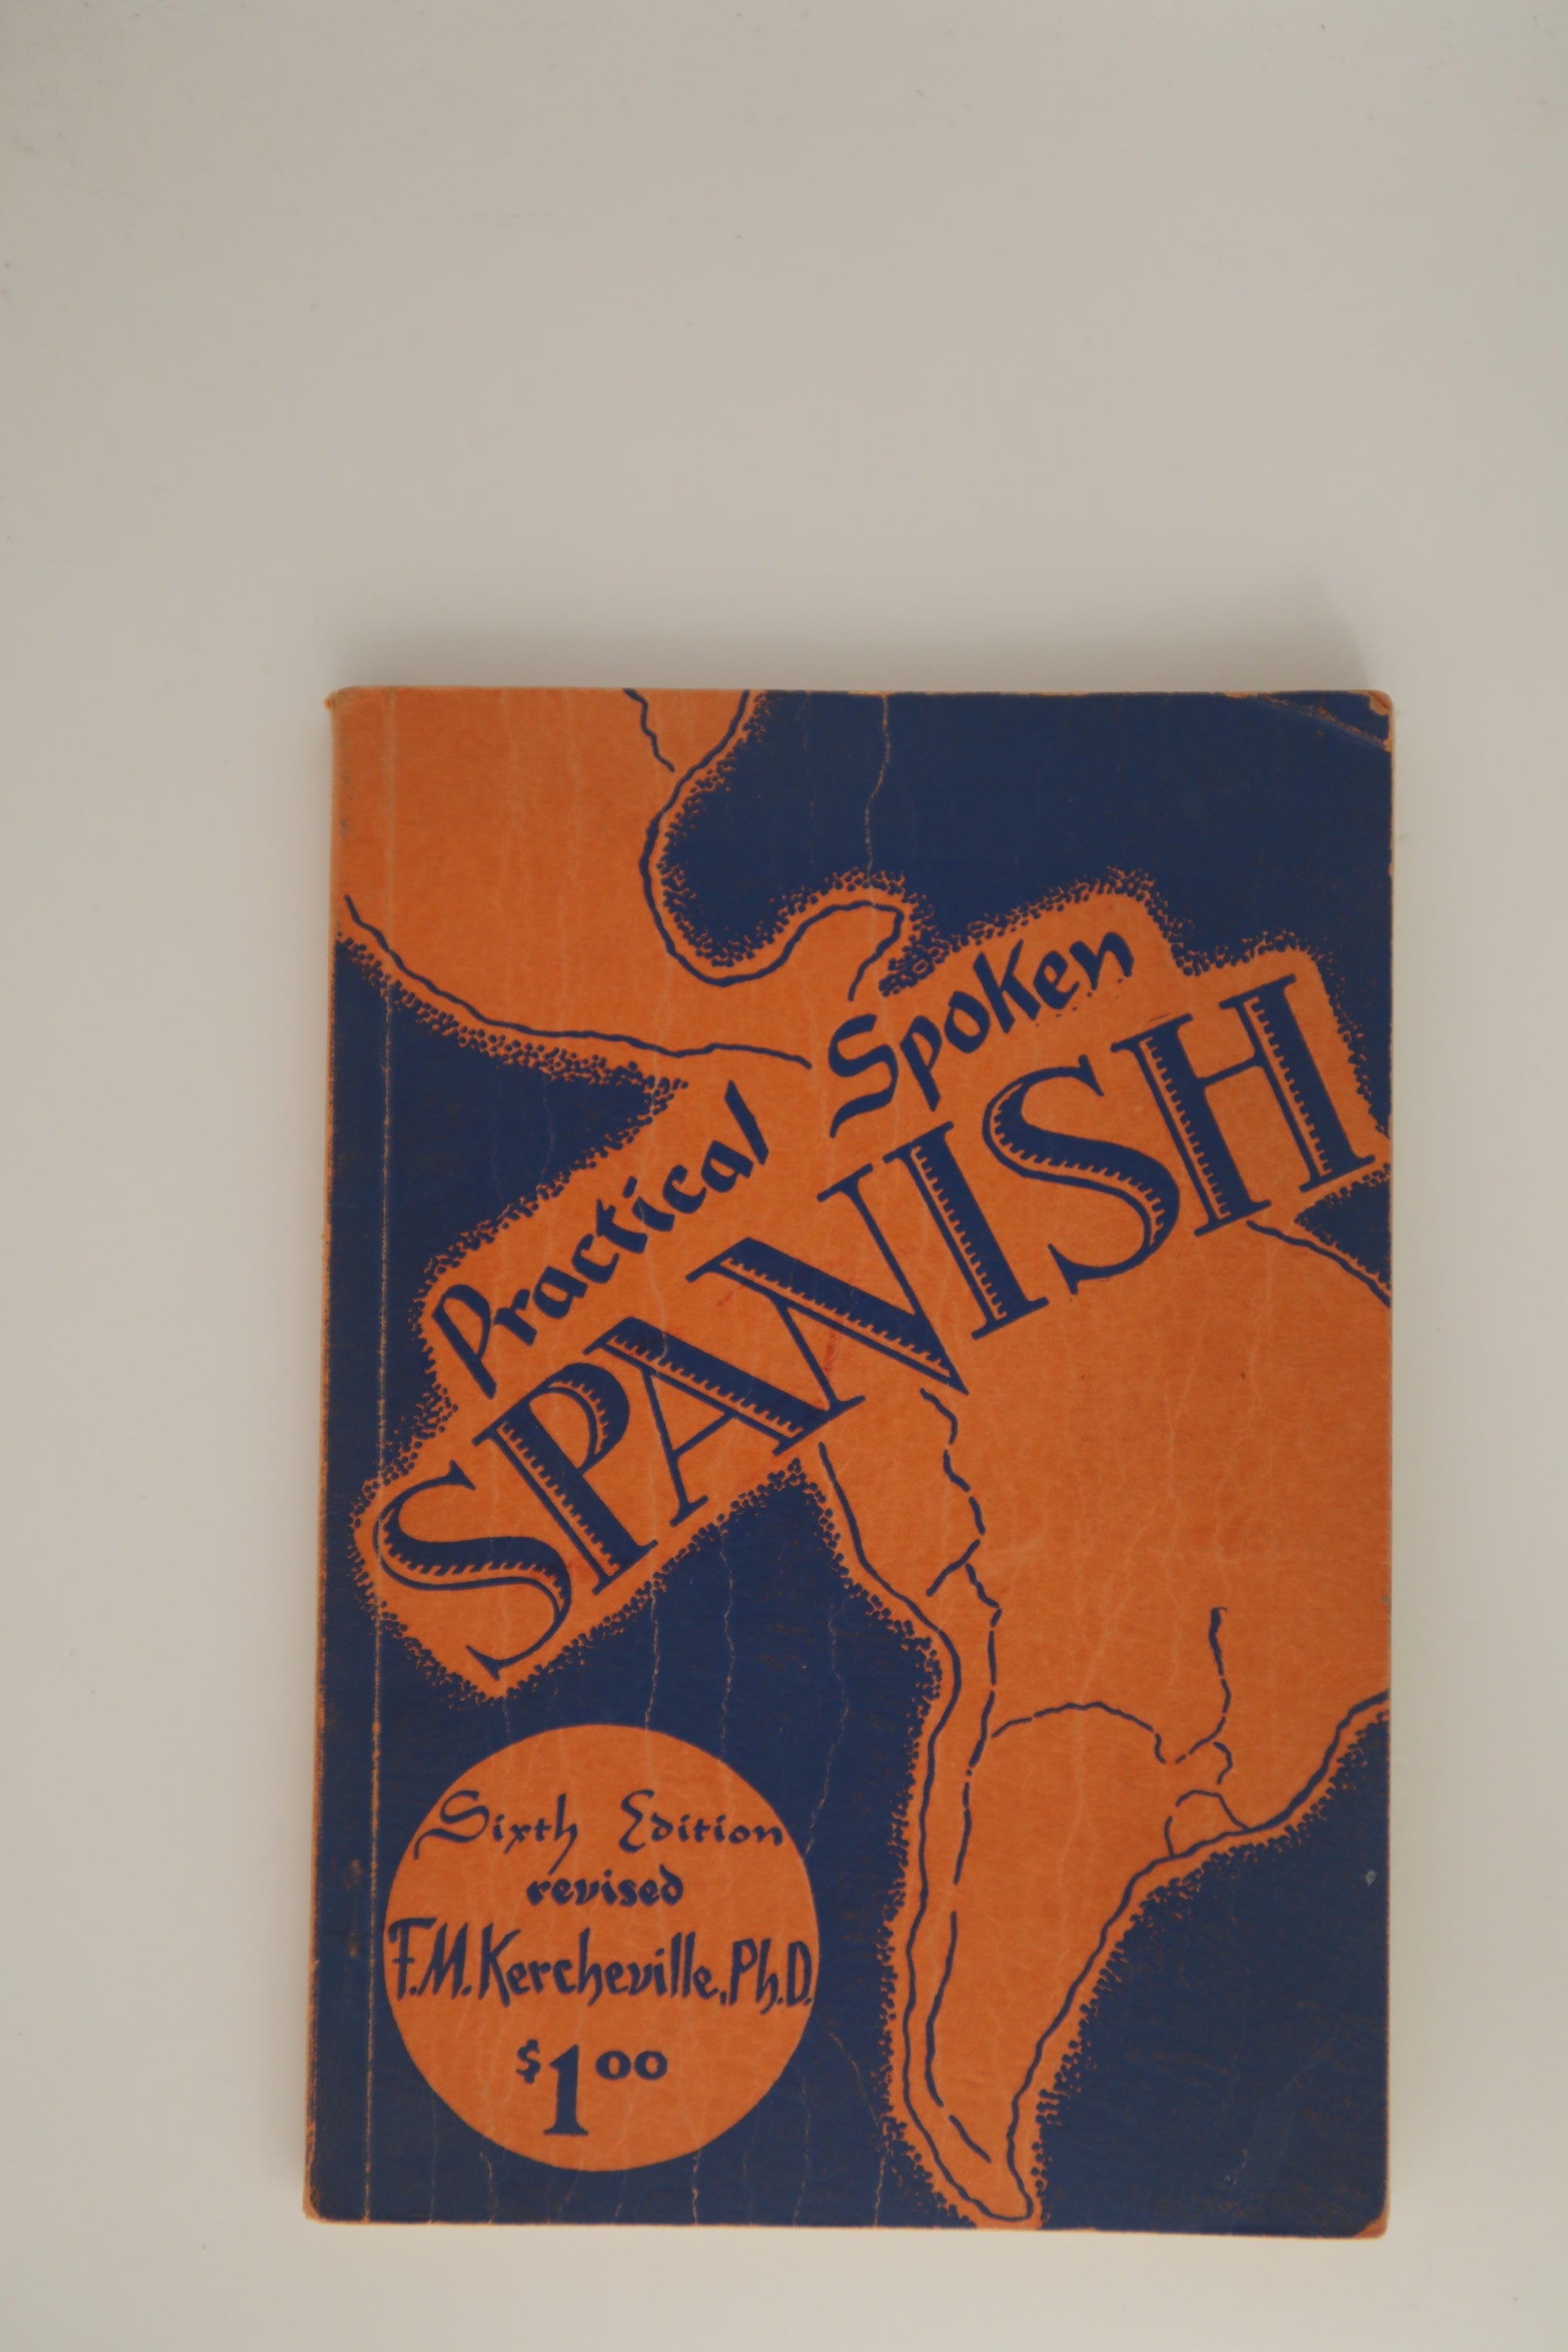 Practical Spoken
SPANISH
Sixth Edition
revised
F.M. Kercheville, Ph.D.
$1.00